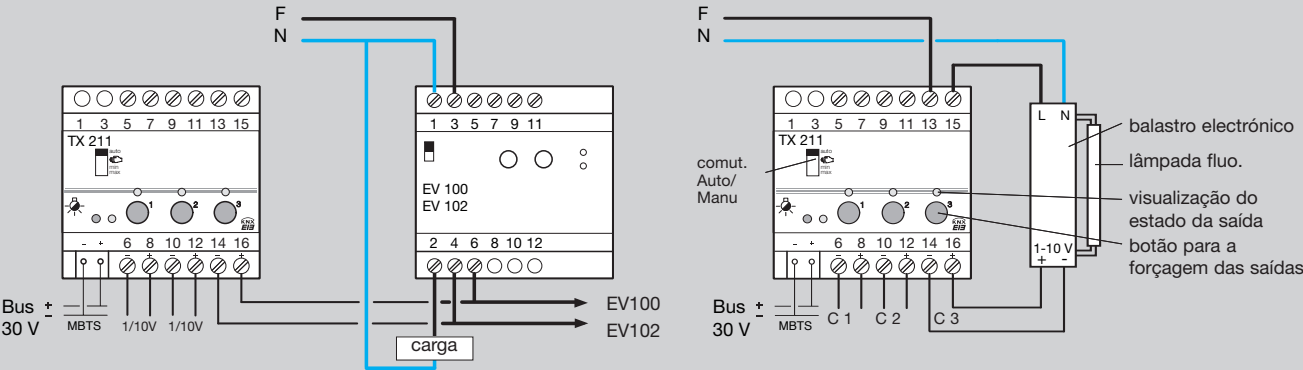 F
N
1 3 5 7 9 11 13 15
TX 211
auto
min
max
1 2 3
KNX
EIB
- + 6 8 10 12 14 16
- + - + - +
Bus + -
30 V
MBTS
1/10V 1/10V
1 3 5 7 9 11
EV 100
EV 102
2 4 6 8 10 12
carga
EV100
EV102
F
N
1 3 5 7 9 11 13 15
TX 211
auto
min
max
comut.
Auto/
Manu
1 2 3
KNX
EIB
- + 6 8 10 12 14 16
- + - + - +
Bus + -
30 V
MBTS
C 1 C 2 C 3
L N
1-10 V
+ -
balastro electrónico
lâmpada fluo.
visualização do
estado da saída
botão para a
forçagem das saídas